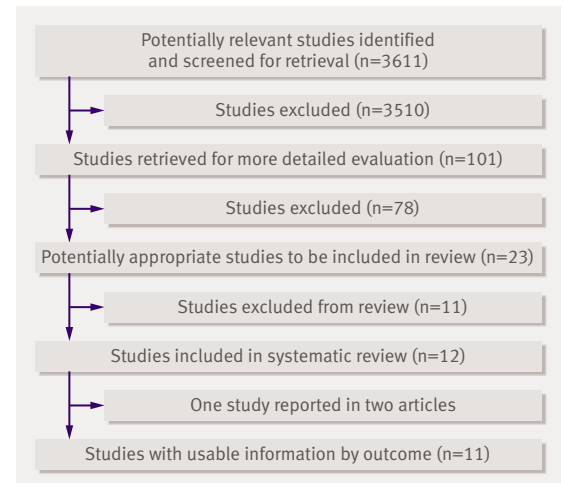 Potentially relevant studies identified
and screened for retrieval (n=3611)
Studies excluded (n=3510)
Studies retrieved for more detailed evaluation (n=101)
Studies excluded (n=78)
Potentially appropriate studies to be included in review (n=23)
Studies excluded from review (n=11)
Studies included in systematic review (n=12)
One study reported in two articles
Studies with usable information by outcome (n=11)